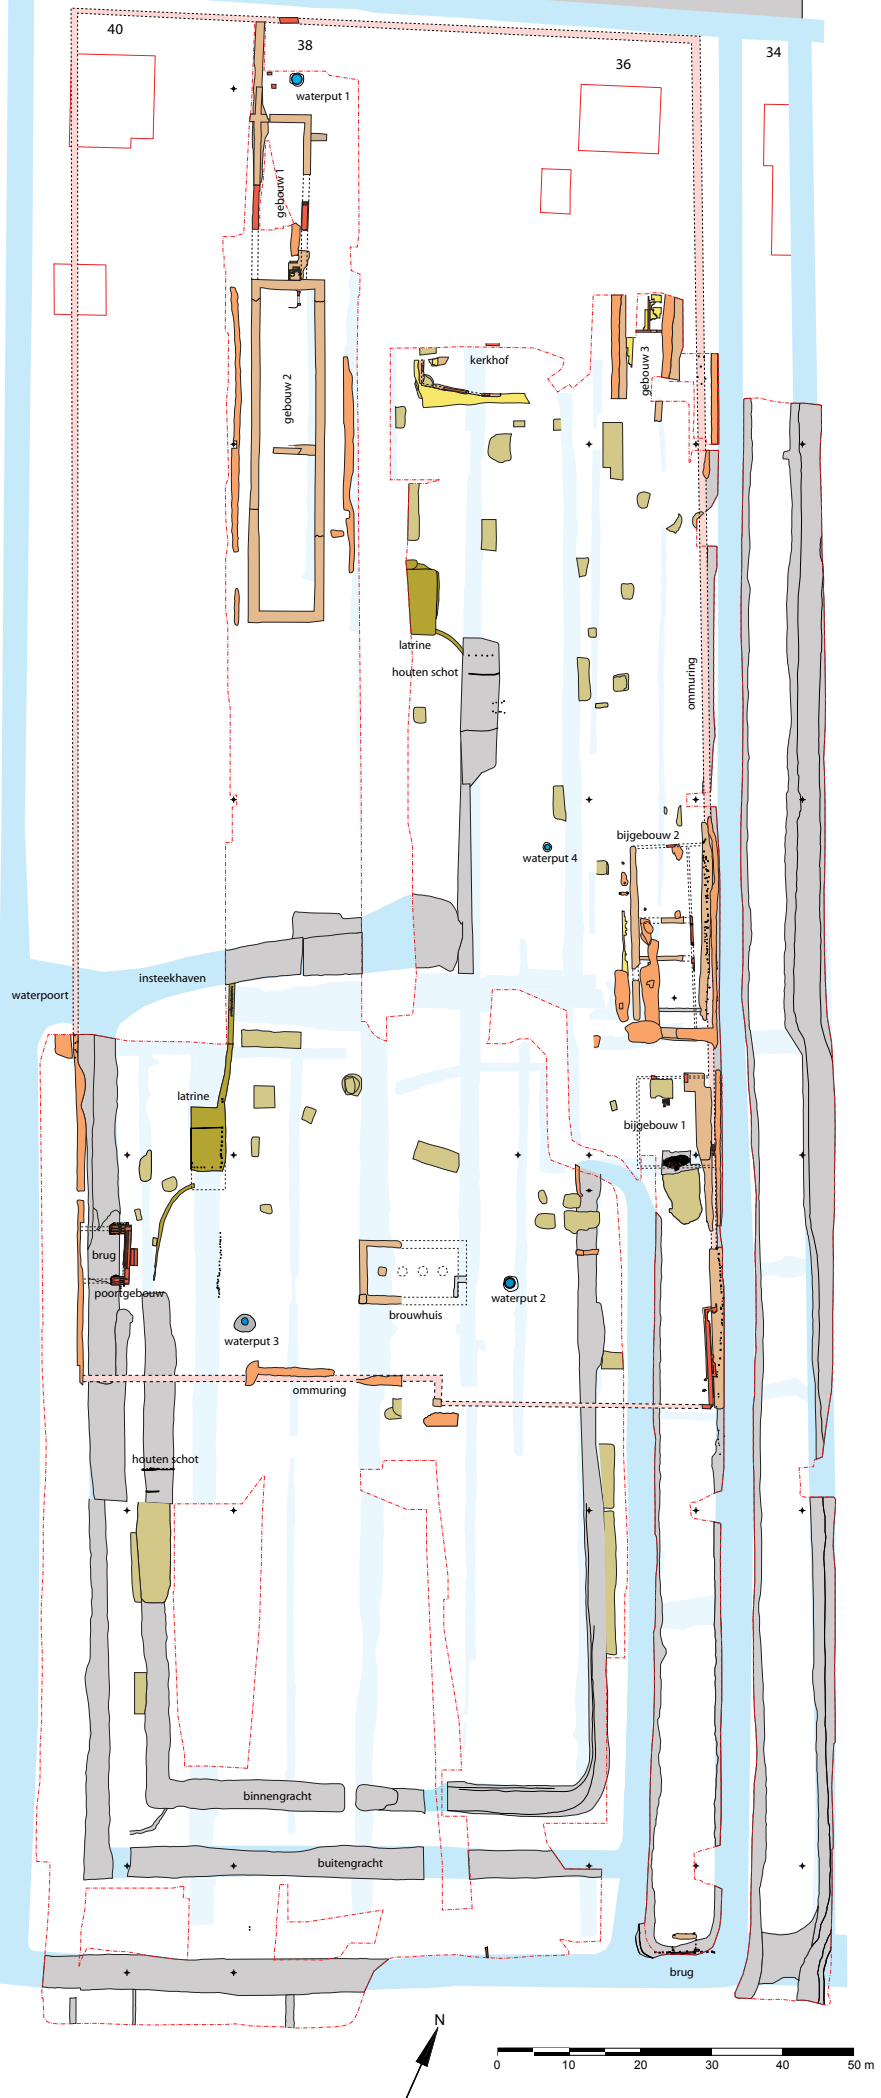 40
38
36
34
waterput 1
gebouw 1
gebouw 2
kerkhof
gebouw 3
latrine
houten schot
ommuring
bijgebouw 2
waterput 4
insteekhaven
waterpoort
latrine
bijgebouw 1
brug
poortgebouw
waterput 2
brouwhuis
waterput 3
ommuring
houten schot
binnengracht
buitengracht
brug
N
0 10 20 30 40 50 m